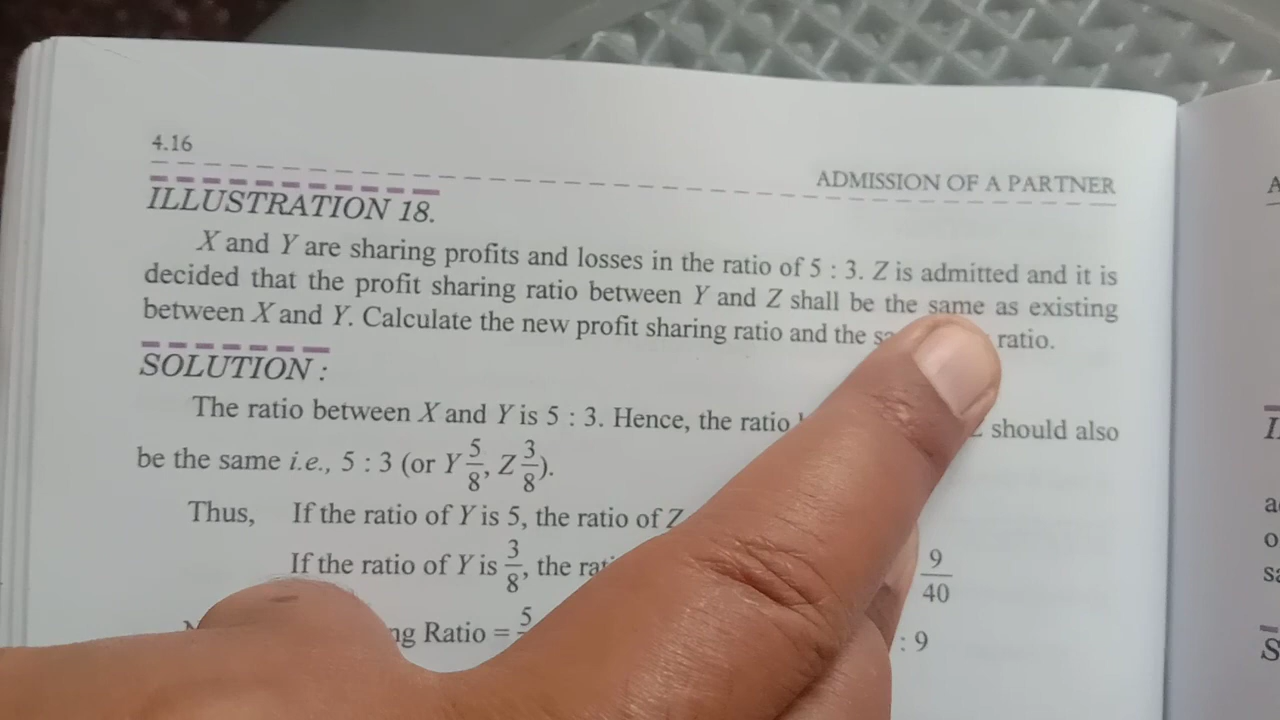 4.16
ADMISSION OF A PARTNER
ILLUSTRATION 18.
X and Y are sharing profits and losses in the ratio of 5 : 3. Z is admitted and it is
decided that the profit sharing ratio between Y and Z shall be the same as existing
between X and Y. Calculate the new profit sharing ratio and the ratio.
SOLUTION :
The ratio between X and Y is 5 : 3. Hence, the ratio should also
be the same i.e., 5 : 3 (or Y 5/8, Z 3/8).
Thus, If the ratio of Y is 5, the ratio of Z
If the ratio of Y is 3/8, the 9/40
Ratio = 5 : 9